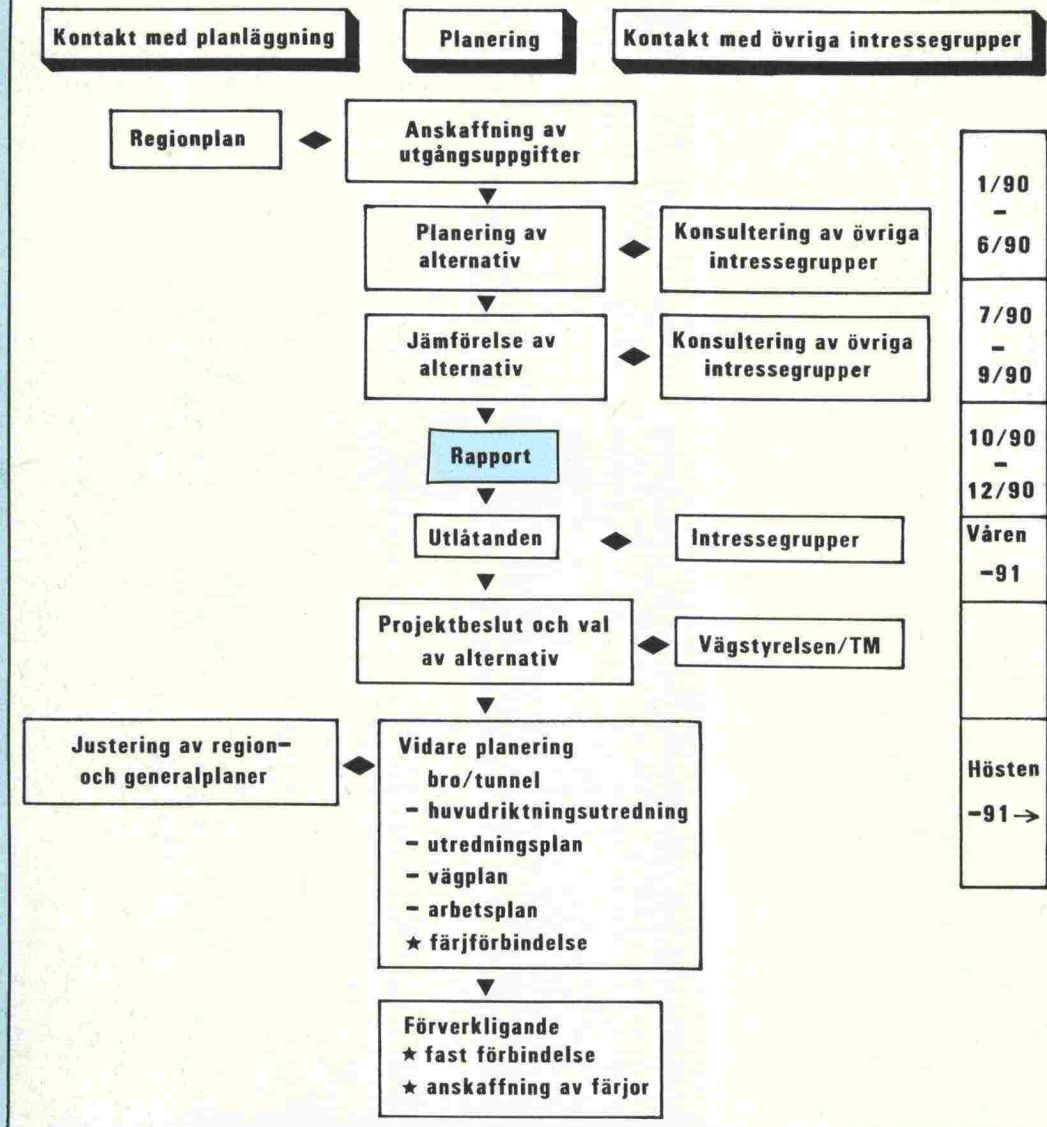 Kontakt med planläggning
Planering
Kontakt med övriga intressegrupper
Regionplan
Anskaffning av
utgångsuppgifter
1/90
–
6/90
Planering av
alternativ
Konsultering av övriga
intressegrupper
7/90
–
9/90
Jämförelse av
alternativ
Konsultering av övriga
intressegrupper
Rapport
10/90
–
12/90
Utlåtanden
Intressegrupper
Våren
-91
Projektbeslut och val
av alternativ
Vägstyrelsen/TM
Justering av region-
och generalplaner
Vidare planering
bro/tunnel
– huvudriktningsutredning
– utredningsplan
– vägplan
– arbetsplan
★ färjförbindelse
Hösten
-91→
Förverkligande
★ fast förbindelse
★ anskaffning av färjor